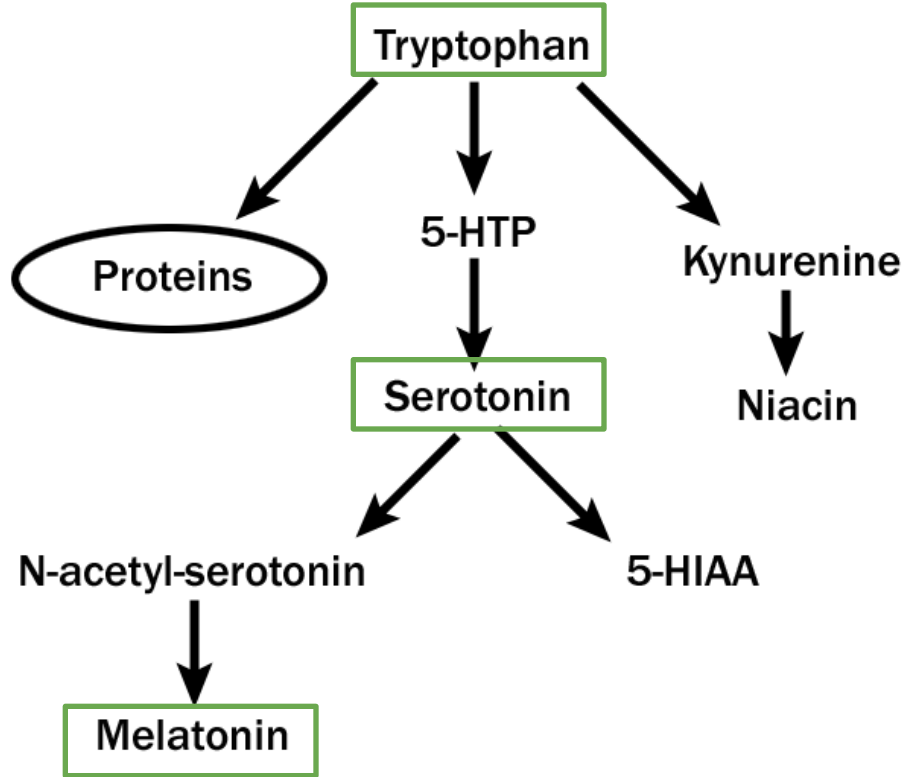 Tryptophan
5-HTP
Proteins
Kynurenine
Serotonin
Niacin
N-acetyl-serotonin
5-HIAA
Melatonin